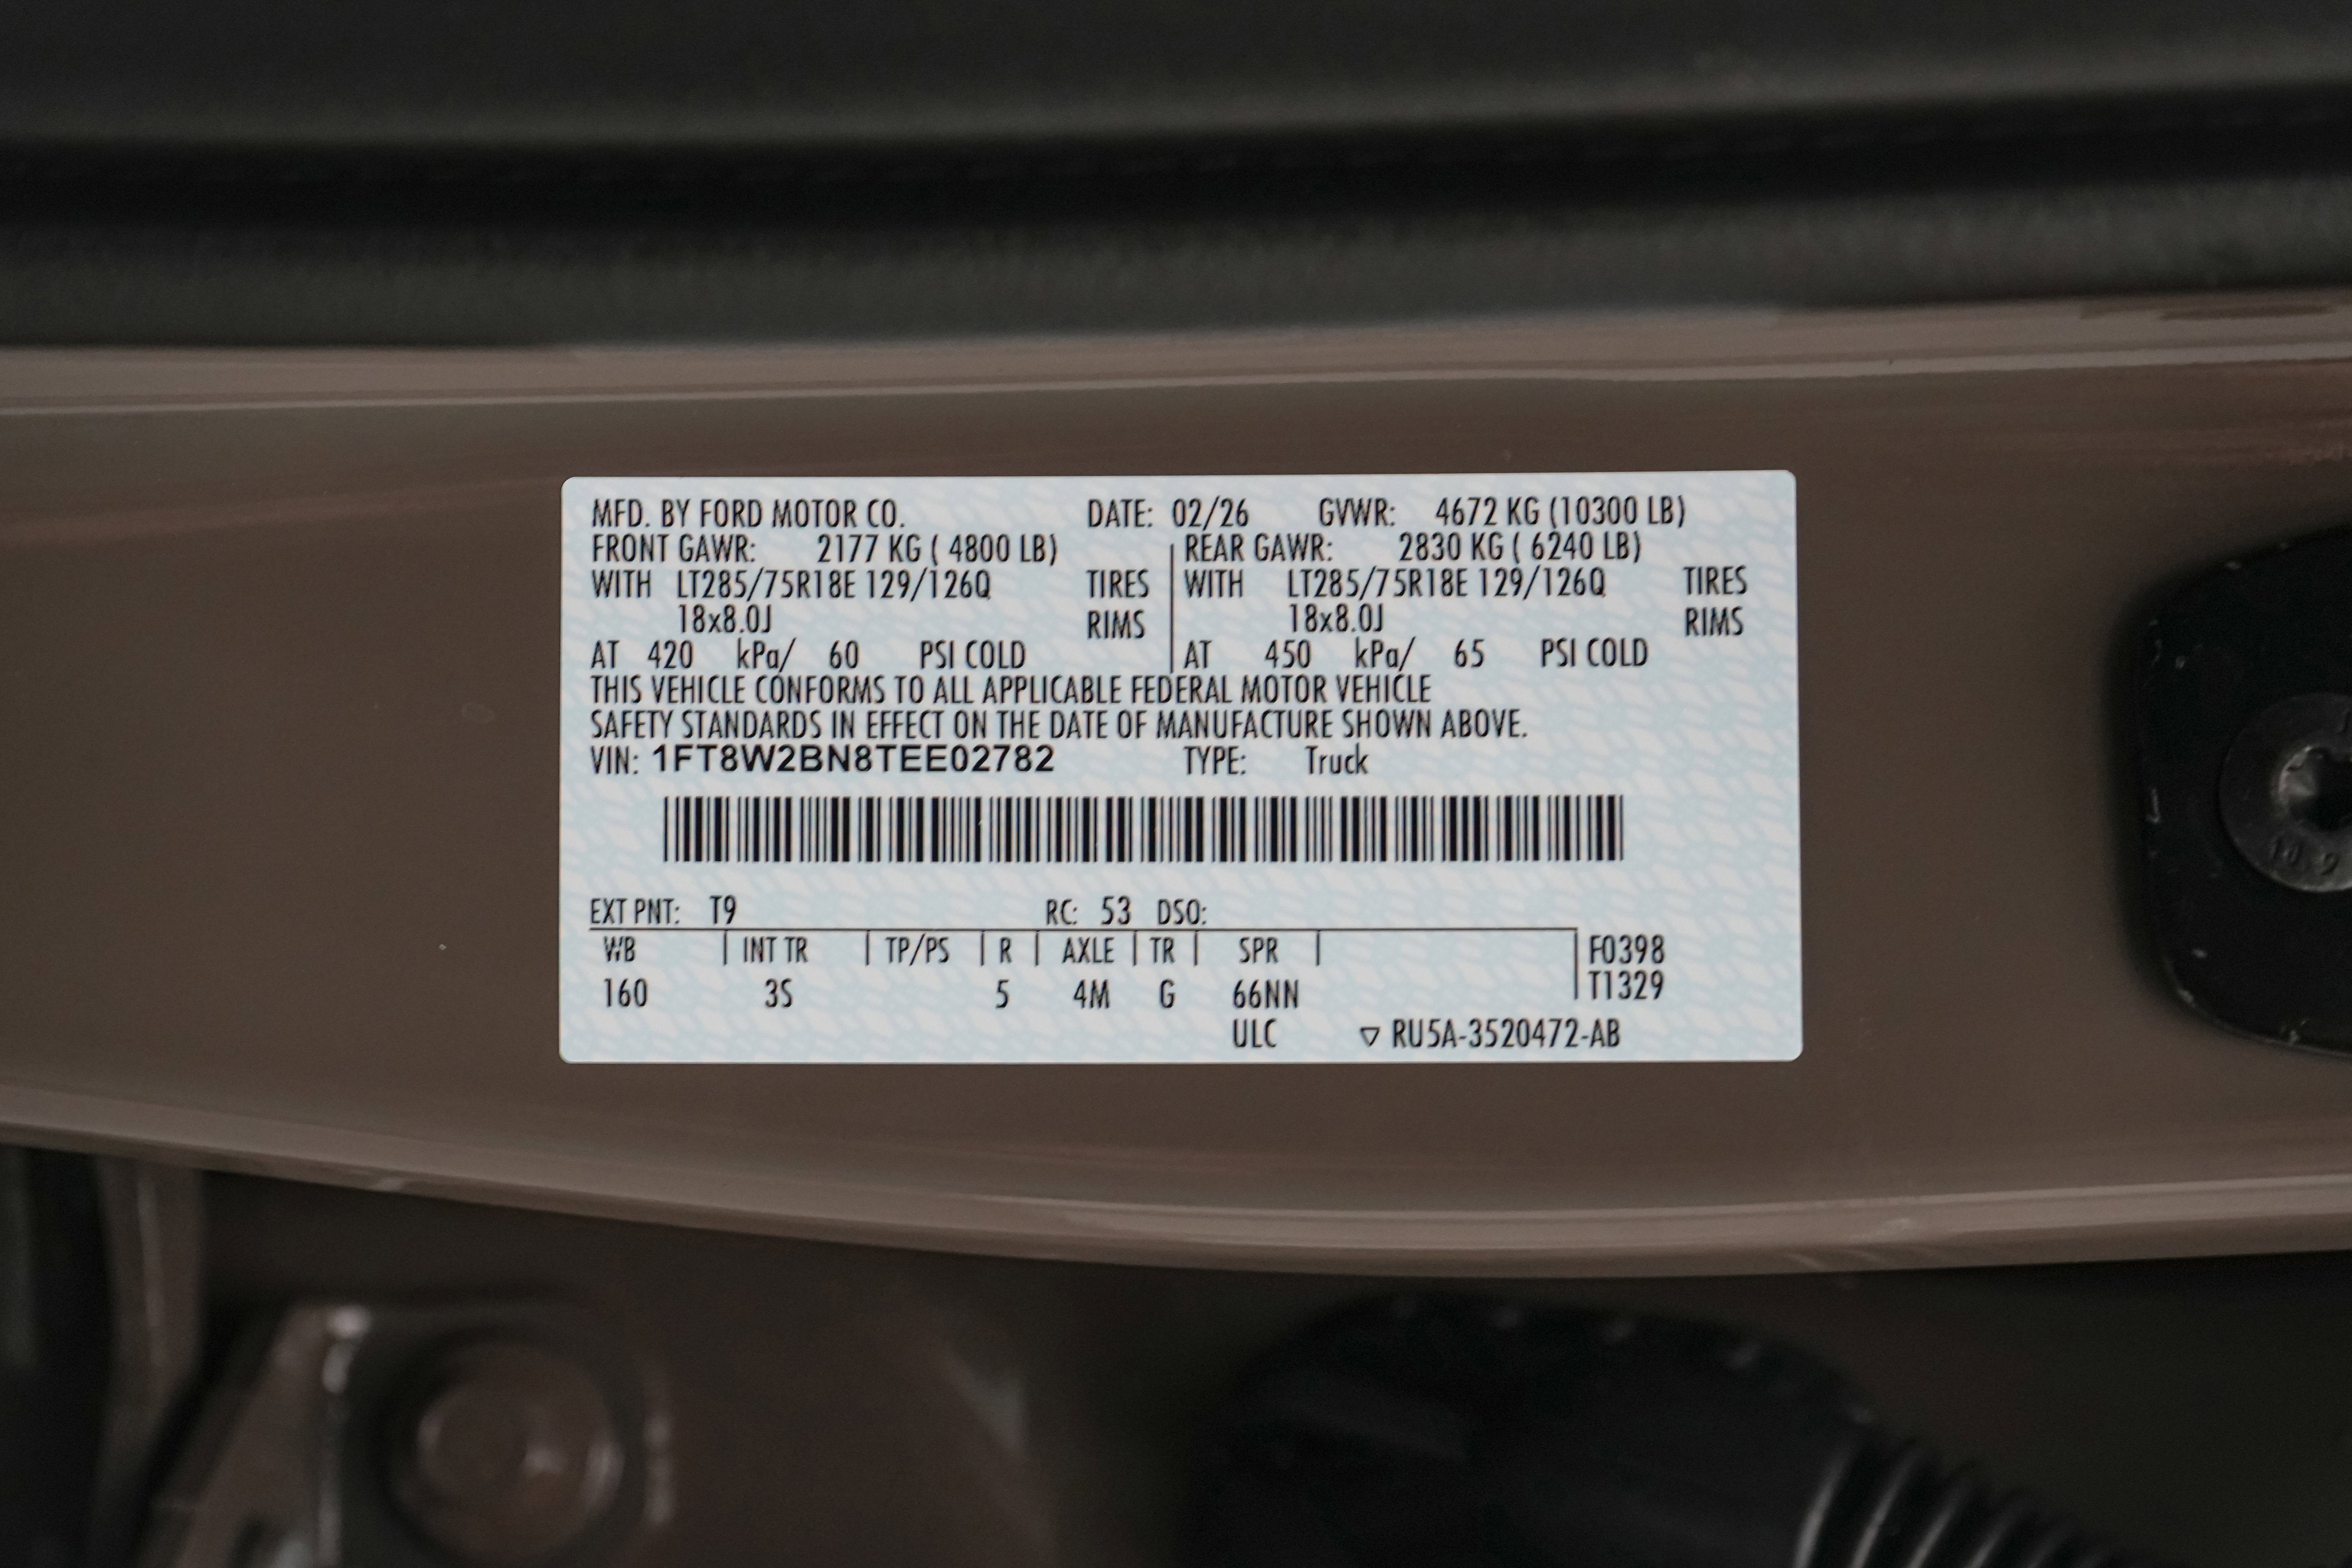 MFD. BY FORD MOTOR CO. DATE: 02/26 GVWR: 4672 KG (10300 LB)
FRONT GAWR: 2177 KG ( 4800 LB) REAR GAWR: 2830 KG ( 6240 LB)
WITH LT285/75R18E 129/126Q TIRES WITH LT285/75R18E 129/126Q TIRES
18x8.0J RIMS 18x8.0J RIMS
AT 420 kPa/ 60 PSI COLD AT 450 kPa/ 65 PSI COLD
THIS VEHICLE CONFORMS TO ALL APPLICABLE FEDERAL MOTOR VEHICLE
SAFETY STANDARDS IN EFFECT ON THE DATE OF MANUFACTURE SHOWN ABOVE.
VIN: 1FT8W2BN8TEE02782 TYPE: Truck
EXT PNT: T9 RC: 53 DSO:
WB INT TR TP/PS R AXLE TR SPR F0398
160 3S 5 4M G 66NN T1329
ULC ▽ RU5A-3520472-AB
10.9